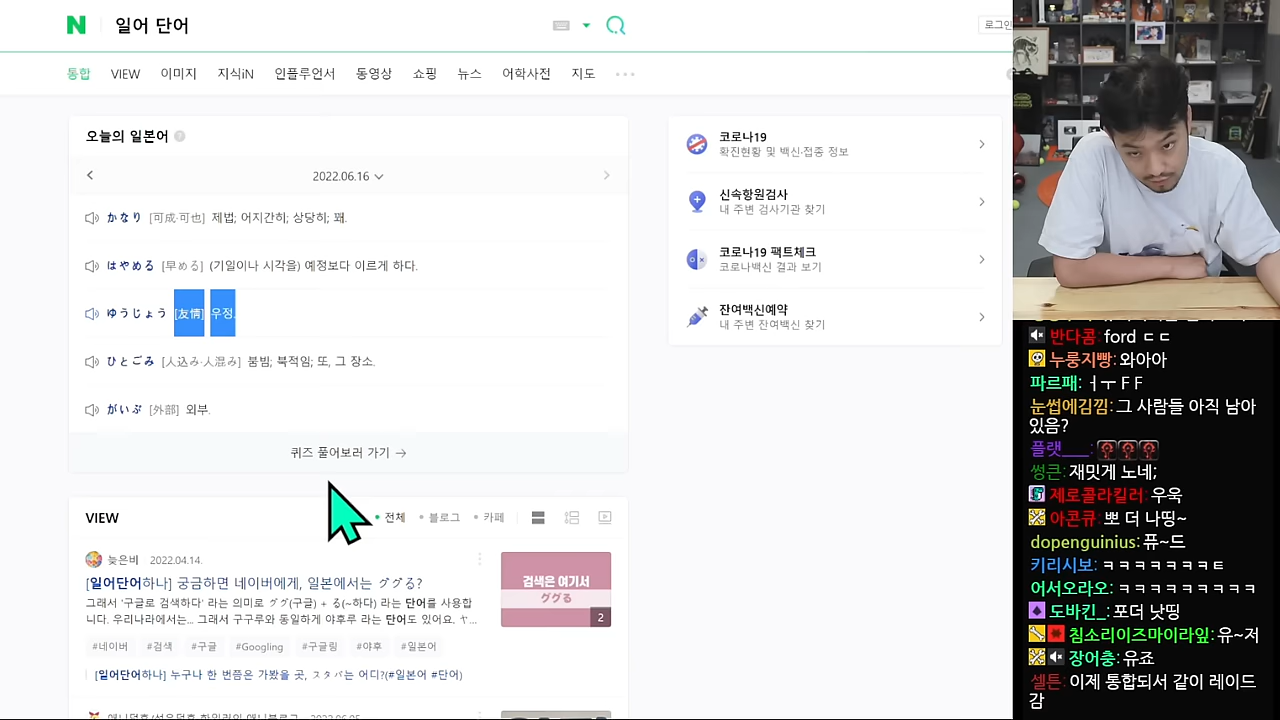 N 일어 단어
로그인
통합 VIEW 이미지 지식iN 인플루언서 동영상 쇼핑 뉴스 어학사전 지도
오늘의 일본어
2022.06.16
かなり [可成·可也] 제법; 어지간히; 상당히; 꽤.
はやめる [早める] (기일이나 시각을) 예정보다 이르게 하다.
ゆうじょう [友情] 우정.
ひとごみ [人込み·人混み] 붐빔; 북적임; 또, 그 장소.
がいぶ [外部] 외부.
퀴즈 풀어보러 가기 →
코로나19
확진현황 및 백신·접종 정보
신속항원검사
내 주변 검사기관 찾기
코로나19 팩트체크
코로나백신 결과 보기
잔여백신예약
내 주변 잔여백신 찾기
VIEW
전체 블로그 카페
늦은비 2022.04.14.
[일어단어하나] 궁금하면 네이버에게, 일본에서는 ググる?
그래서 '구글로 검색하다' 라는 의미로 ググ(구글) + る(~하다) 라는 단어를 사용합
니다. 우리나라에서는... 그래서 구구루와 동일하게 야후루라는 단어도 있어요. ヤ...
#네이버 #검색 #구글 #Googling #구글링 #야후 #일본어
[일어단어하나] 누구나 한 번쯤은 가봤을 곳, スタバ는 어디?(#일본어 #단어)
검색은 여기서
ググる
2
반다콤: ford ㄷㄷ
누룽지빵: 와아아
파르페: ㅓㅜ F F
눈썹에김낌: 그 사람들 아직 남아
있음?
플랫___:
썽큰: 재밋게 노네;
제로콜라킬러: 우욱
아콘큐: 뽀 더 나띵~
dopenguinius: 퓨~드
키리시보: ㅋㅋㅋㅋㅋㅋㅋㅌ
어서오라오: ㅋㅋㅋㅋㅋㅋㅋㅋㅋ
도바킨_: 포더 낫띵
침소리이즈마이라잎: 유~저
장어충: 유죠
셀튼: 이제 통합되서 같이 레이드
감